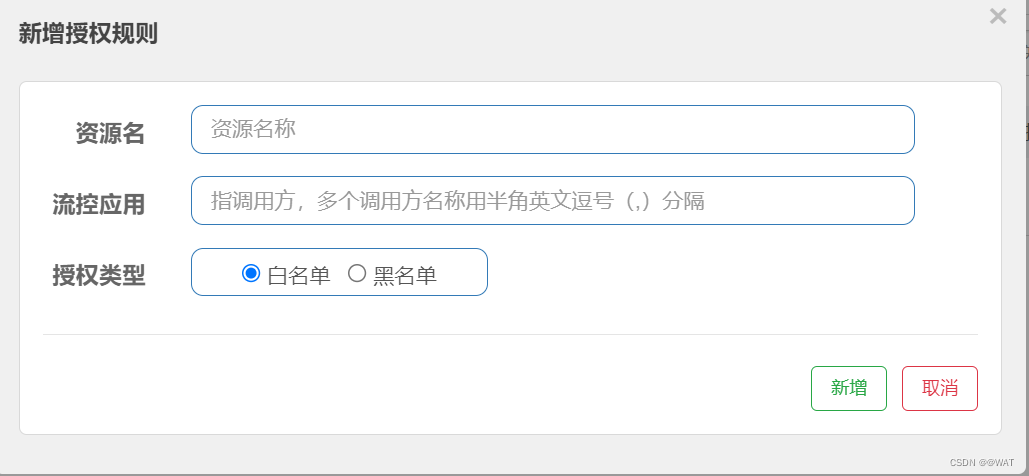 新增授权规则
×
资源名 资源名称
流控应用 指调用方，多个调用方名称用半角英文逗号（,）分隔
授权类型 白名单 黑名单
新增 取消
CSDN @@WAT